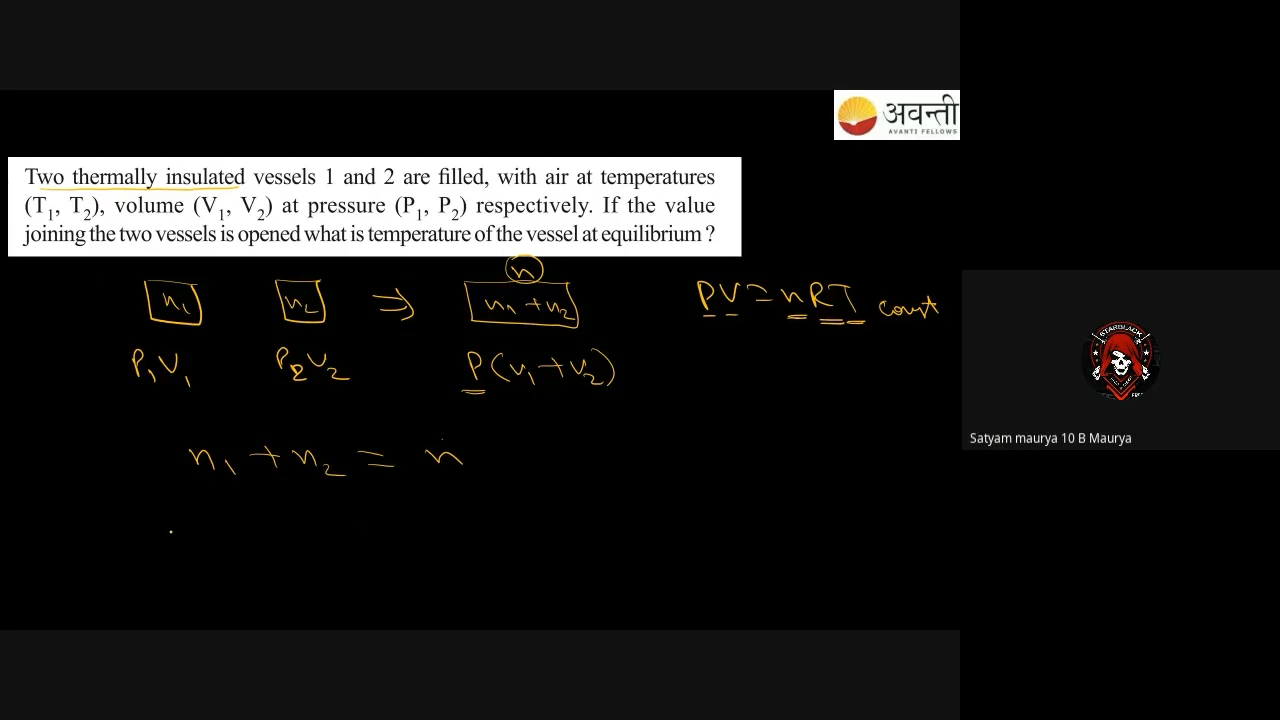 अवन्ती
AVANTI FELLOWS
Two thermally insulated vessels 1 and 2 are filled, with air at temperatures
(T₁, T₂), volume (V₁, V₂) at pressure (P₁, P₂) respectively. If the value
joining the two vessels is opened what is temperature of the vessel at equilibrium ?
n
n₁ n₂ ⇒ n₁ + n₂ PV = nRT const
P₁V₁ P₂V₂ P(V₁+V₂)
n₁ + n₂ = n
STARBLACK
Satyam maurya 10 B Maurya